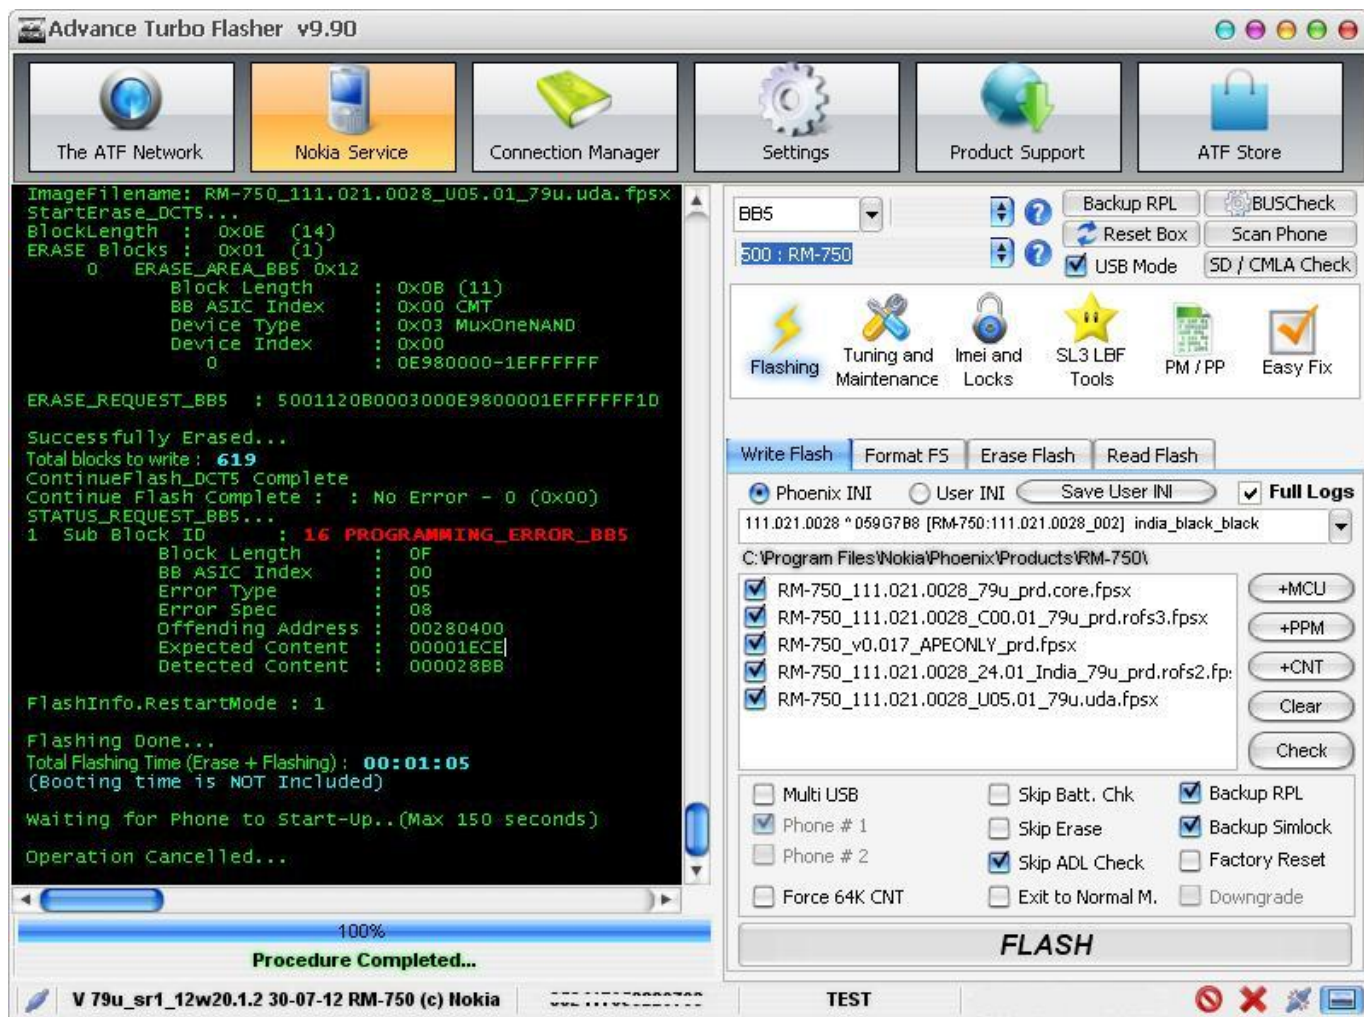 Advance Turbo Flasher v9.90
The ATF Network
Nokia Service
Connection Manager
Settings
Product Support
ATF Store
ImageFilename: RM-750_111.021.0028_U05.01_79u.uda.fpsx
StartErase_DCT5...
BlockLength : 0x0E (14)
ERASE Blocks : 0x01 (1)
0 ERASE_AREA_BB5 0x12
Block Length : 0x0B (11)
BB ASIC Index : 0x00 CMT
Device Type : 0x03 MuxOneNAND
Device Index : 0x00
0 : 0E980000-1EFFFFFF
ERASE_REQUEST_BB5 : 5001120B0003000E9800001EFFFFFF1D
Successfully Erased...
Total blocks to write : 619
ContinueFlash_DCT5 Complete
Continue Flash Complete : : No Error - 0 (0x00)
STATUS_REQUEST_BB5...
1 Sub Block ID : 16 PROGRAMMING_ERROR_BB5
Block Length : 0F
BB ASIC Index : 00
Error Type : 05
Error Spec : 08
Offending Address : 00280400
Expected Content : 00001ECE
Detected Content : 000028BB
FlashInfo.RestartMode : 1
Flashing Done...
Total Flashing Time (Erase + Flashing) : 00:01:05
(Booting time is NOT Included)
Waiting for Phone to Start-Up..(Max 150 seconds)
Operation Cancelled...
100%
Procedure Completed...
BB5
500 : RM-750
Backup RPL
BUSCheck
Reset Box
Scan Phone
USB Mode
SD / CMLA Check
Flashing
Tuning and Maintenance
Imei and Locks
SL3 LBF Tools
PM / PP
Easy Fix
Write Flash
Format FS
Erase Flash
Read Flash
Phoenix INI
User INI
Save User INI
Full Logs
111.021.0028 * 059G7B8 [RM-750:111.021.0028_002] india_black_black
C:\Program Files\Nokia\Phoenix\Products\RM-750\
RM-750_111.021.0028_79u_prd.core.fpsx
RM-750_111.021.0028_C00.01_79u_prd.rofs3.fpsx
RM-750_v0.017_APEONLY_prd.fpsx
RM-750_111.021.0028_24.01_India_79u_prd.rofs2.fp:
RM-750_111.021.0028_U05.01_79u.uda.fpsx
+MCU
+PPM
+CNT
Clear
Check
Multi USB
Skip Batt. Chk
Backup RPL
Phone # 1
Skip Erase
Backup Simlock
Phone # 2
Skip ADL Check
Factory Reset
Force 64K CNT
Exit to Normal M.
Downgrade
FLASH
V 79u_sr1_12w20.1.2 30-07-12 RM-750 (c) Nokia
TEST